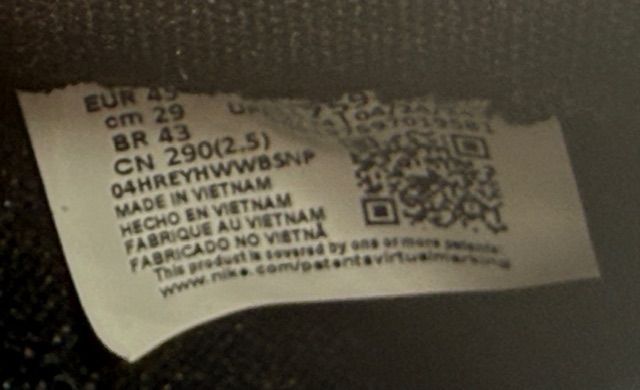 EUR 45
cm 29
BR 43
CN 290(2.5)
04HREYHWWBSNP
MADE IN VIETNAM
HECHO EN VIETNAM
FABRIQUE AU VIETNAM
FABRICADO NO VIETNÃ
This product is covered by one or more patents:
www.nike.com/patentsvirtualmarking